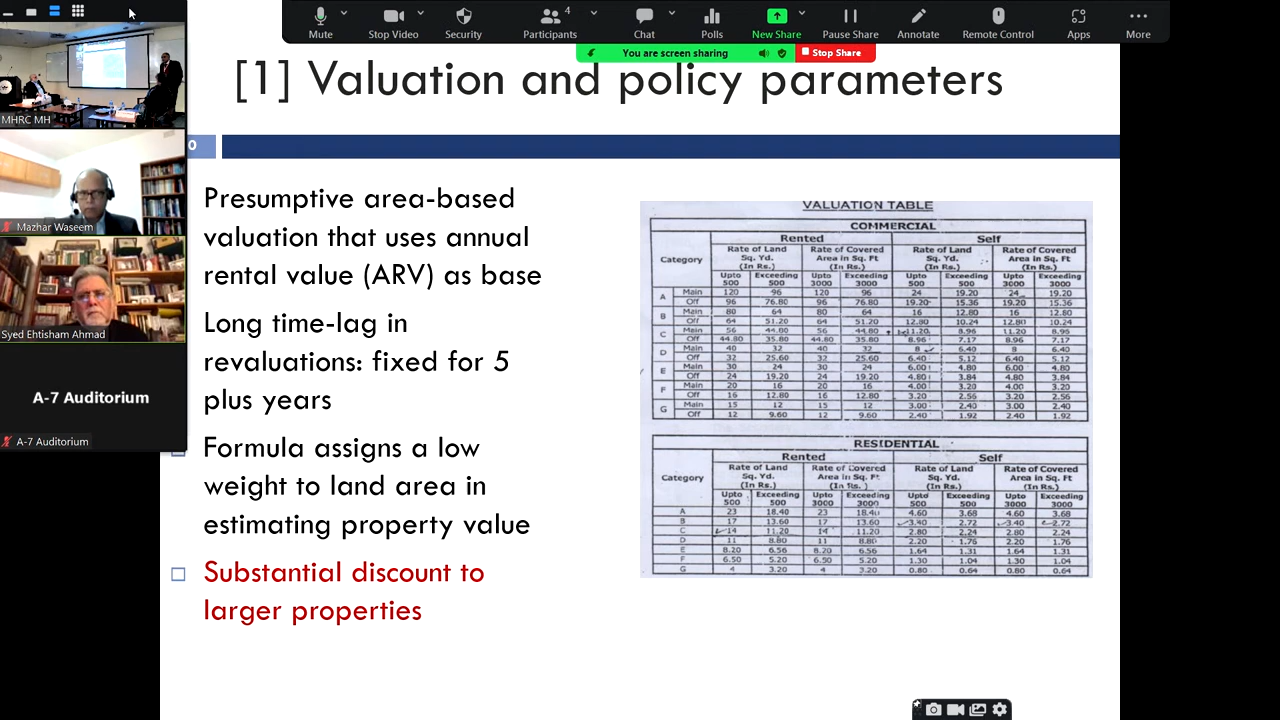 4
Mute
Stop Video
Security
Participants
Chat
Polls
New Share
Pause Share
Annotate
Remote Control
Apps
More
You are screen sharing
Stop Share
MHRC MH
Mazhar Waseem
Syed Ehtisham Ahmad
A-7 Auditorium
A-7 Auditorium
[1] Valuation and policy parameters
0
Presumptive area-based
valuation that uses annual
rental value (ARV) as base
Long time-lag in
revaluations: fixed for 5
plus years
Formula assigns a low
weight to land area in
estimating property value
Substantial discount to
larger properties
VALUATION TABLE
COMMERCIAL
Category Rented Self
Rate of Land Sq. Yd. (In Rs.) Rate of Covered Area in Sq. Ft (In Rs.) Rate of Land Sq. Yd. (In Rs.) Rate of Covered Area in Sq. Ft (In Rs.)
Upto 500 Exceeding 500 Upto 3000 Exceeding 3000 Upto 500 Exceeding 500 Upto 3000 Exceeding 3000
A Main 120 96 120 96 24 19.20 24 19.20
Off 96 76.80 96 76.80 19.20 15.36 19.20 15.36
B Main 80 64 80 64 16 12.80 16 12.80
Off 64 51.20 64 51.20 12.80 10.24 12.80 10.24
C Main 56 44.80 56 44.80 11.20 8.96 11.20 8.96
Off 44.80 35.80 44.80 35.80 8.96 7.17 8.96 7.17
D Main 40 32 40 32 8 6.40 8 6.40
Off 32 25.60 32 25.60 6.40 5.12 6.40 5.12
E Main 30 24 30 24 6.00 4.80 6.00 4.80
Off 24 19.20 24 19.20 4.80 3.84 4.80 3.84
F Main 20 16 20 16 4.00 3.20 4.00 3.20
Off 16 12.80 16 12.80 3.20 2.56 3.20 2.56
G Main 15 12 15 12 3.00 2.40 3.00 2.40
Off 12 9.60 12 9.60 2.40 1.92 2.40 1.92
RESIDENTIAL
Category Rented Self
Rate of Land Sq. Yd. (In Rs.) Rate of Covered Area in Sq. Ft (In Rs.) Rate of Land Sq. Yd. (In Rs.) Rate of Covered Area in Sq. Ft (In Rs.)
Upto 500 Exceeding 500 Upto 3000 Exceeding 3000 Upto 500 Exceeding 500 Upto 3000 Exceeding 3000
A 23 18.40 23 18.40 4.60 3.68 4.60 3.68
B 17 13.60 17 13.60 3.40 2.72 3.40 2.72
C 14 11.20 14 11.20 2.80 2.24 2.80 2.24
D 11 8.80 11 8.80 2.20 1.76 2.20 1.76
E 8.20 6.56 8.20 6.56 1.64 1.31 1.64 1.31
F 6.50 5.20 6.50 5.20 1.30 1.04 1.30 1.04
G 4 3.20 4 3.20 0.80 0.64 0.80 0.64